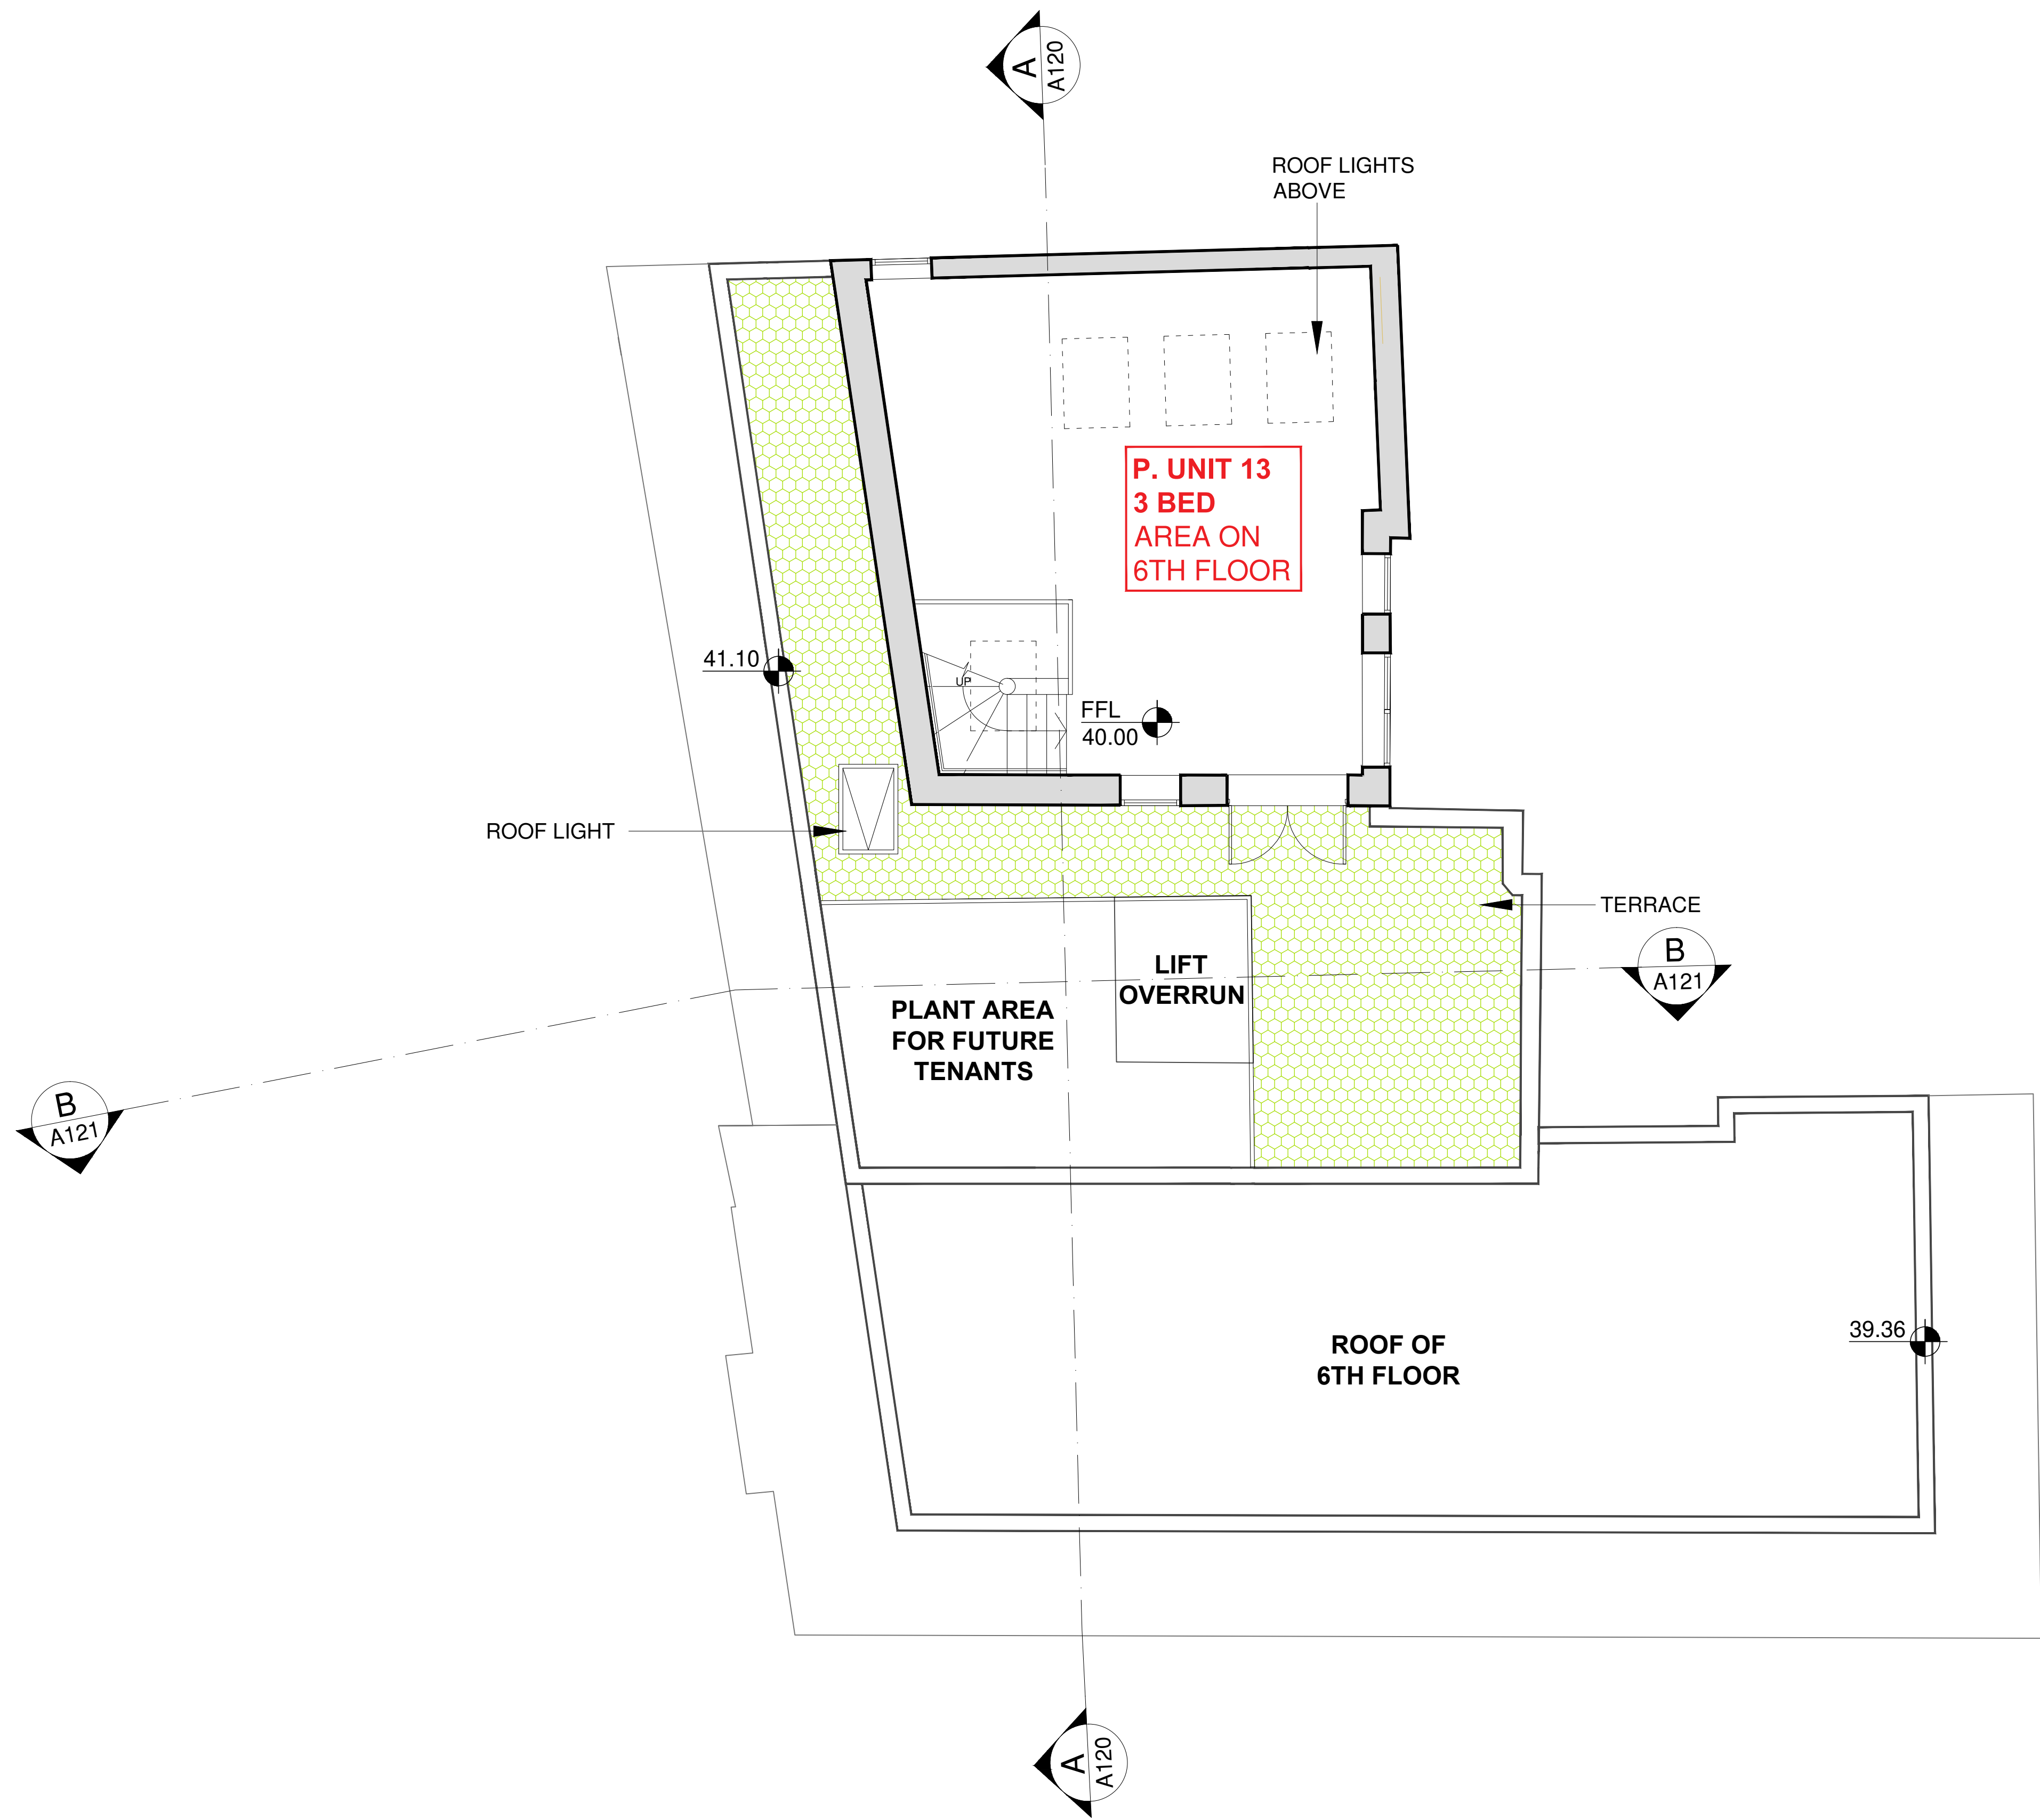 A
A120
ROOF LIGHTS
ABOVE
P. UNIT 13
3 BED
AREA ON
6TH FLOOR
41.10
UP
FFL
40.00
ROOF LIGHT
TERRACE
B
A121
LIFT
OVERRUN
PLANT AREA
FOR FUTURE
TENANTS
B
A121
39.36
ROOF OF
6TH FLOOR
A
A120